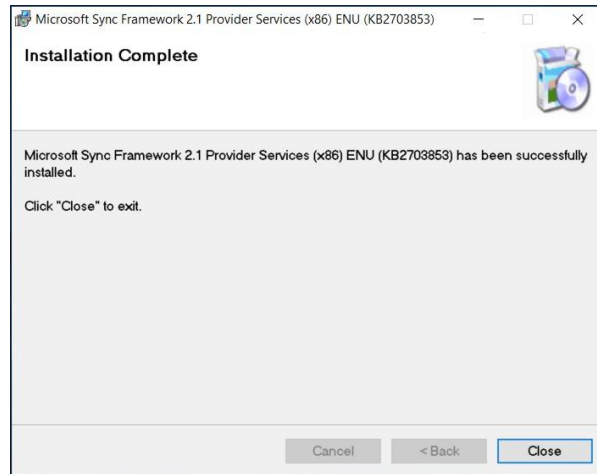 Microsoft Sync Framework 2.1 Provider Services (x86) ENU (KB2703853)
Installation Complete
Microsoft Sync Framework 2.1 Provider Services (x86) ENU (KB2703853) has been successfully
installed.
Click "Close" to exit.
Cancel
< Back
Close